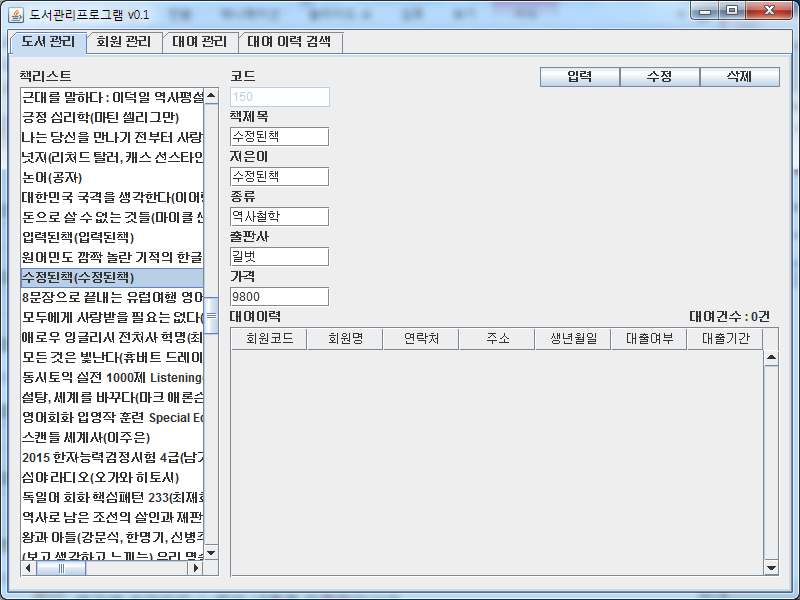 도서관리프로그램 v0.1
도서 관리
회원 관리
대여 관리
대여 이력 검색
책리스트
근대를 말하다 : 이덕일 역사평설
긍정 심리학(마틴 셀리그만)
나는 당신을 만나기 전부터 사랑
넛지(리처드 탈러, 캐스 선스타인
논어(공자)
대한민국 국격을 생각한다(이어령
돈으로 살 수 없는 것들(마이클 샌
입력된책(입력된책)
원어민도 깜짝 놀란 기적의 한글
수정된책(수정된책)
8문장으로 끝내는 유럽여행 영어
모두에게 사랑받을 필요는 없다(
애로우 잉글리시 전치사 혁명(최
모든 것은 빛난다(휴버트 드레이
동시토익 실전 1000제 Listening(
설탕, 세계를 바꾸다(마크 애론슨
영어회화 입영작 훈련 Special Ed
스캔들 세계사(이주은)
2015 한자능력검정시험 4급(남기
심야 라디오(오가와 히토시)
독일어 회화 핵심패턴 233(최재화
역사로 남은 조선의 살인과 재판
왕과 아들(강문식, 한명기, 신병주
(보고 생각하고 느끼는) 우리 명승
코드
150
책제목
수정된책
지은이
수정된책
종류
역사철학
출판사
길벗
가격
9800
입력
수정
삭제
대여이력
대여건수 : 0건
회원코드
회원명
연락처
주소
생년월일
대출여부
대출기간